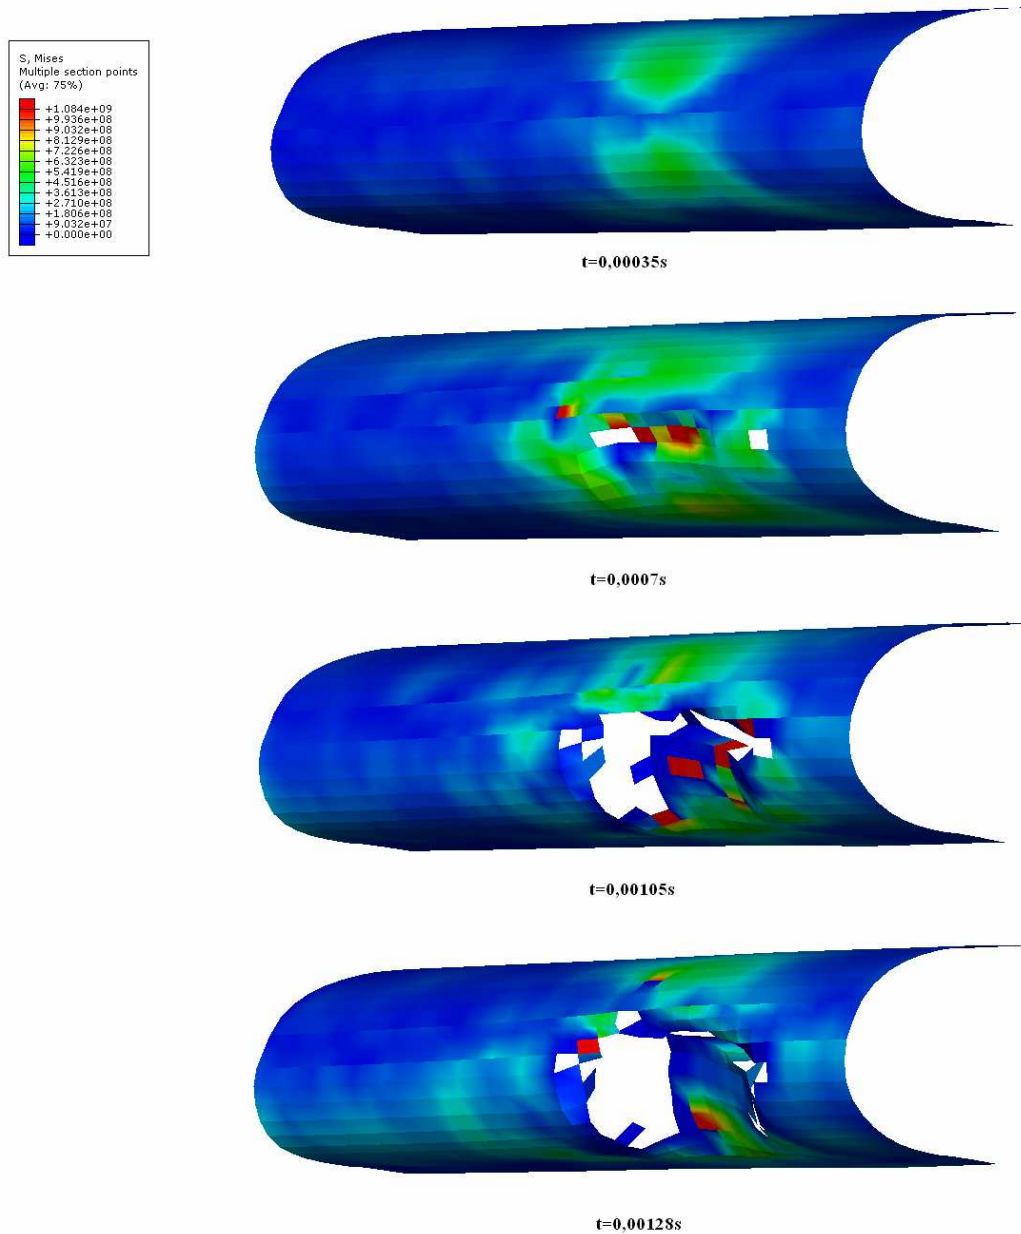 S, Mises
Multiple section points
(Avg: 75%)
+1.084e+09
+9.936e+08
+9.032e+08
+8.129e+08
+7.226e+08
+6.323e+08
+5.419e+08
+4.516e+08
+3.613e+08
+2.710e+08
+1.806e+08
+9.032e+07
+0.000e+00
t=0,00035s
t=0,0007s
t=0,00105s
t=0,00128s